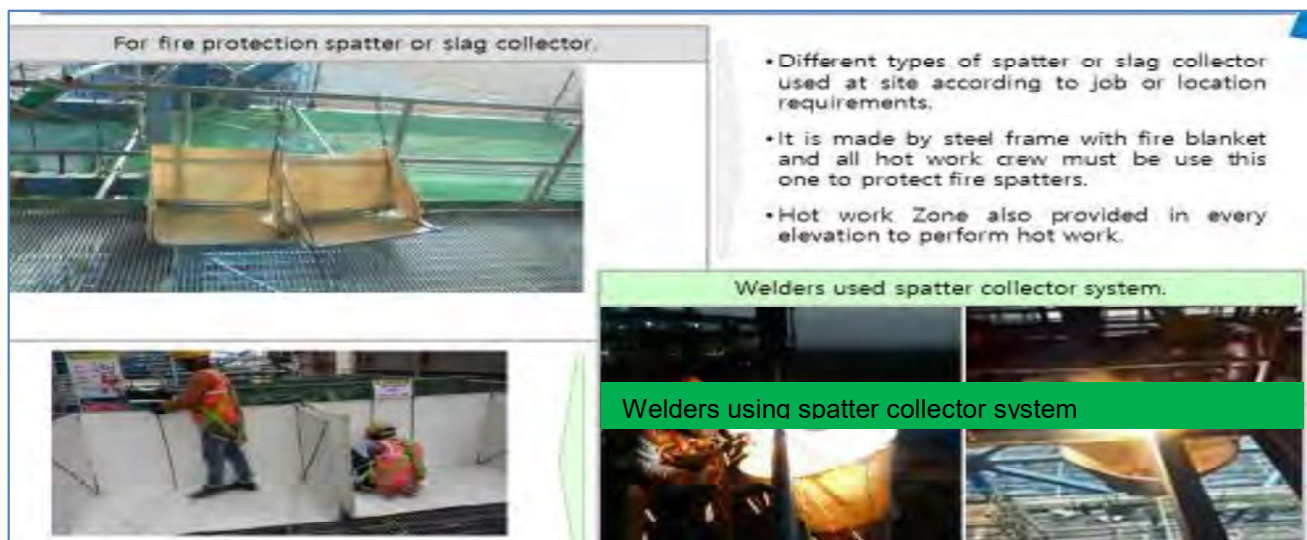 For fire protection spatter or slag collector.
• Different types of spatter or slag collector
used at site according to job or location
requirements.
• It is made by steel frame with fire blanket
and all hot work crew must be use this
one to protect fire spatters.
• Hot work Zone also provided in every
elevation to perform hot work.
Welders used spatter collector system.
Welders using spatter collector system